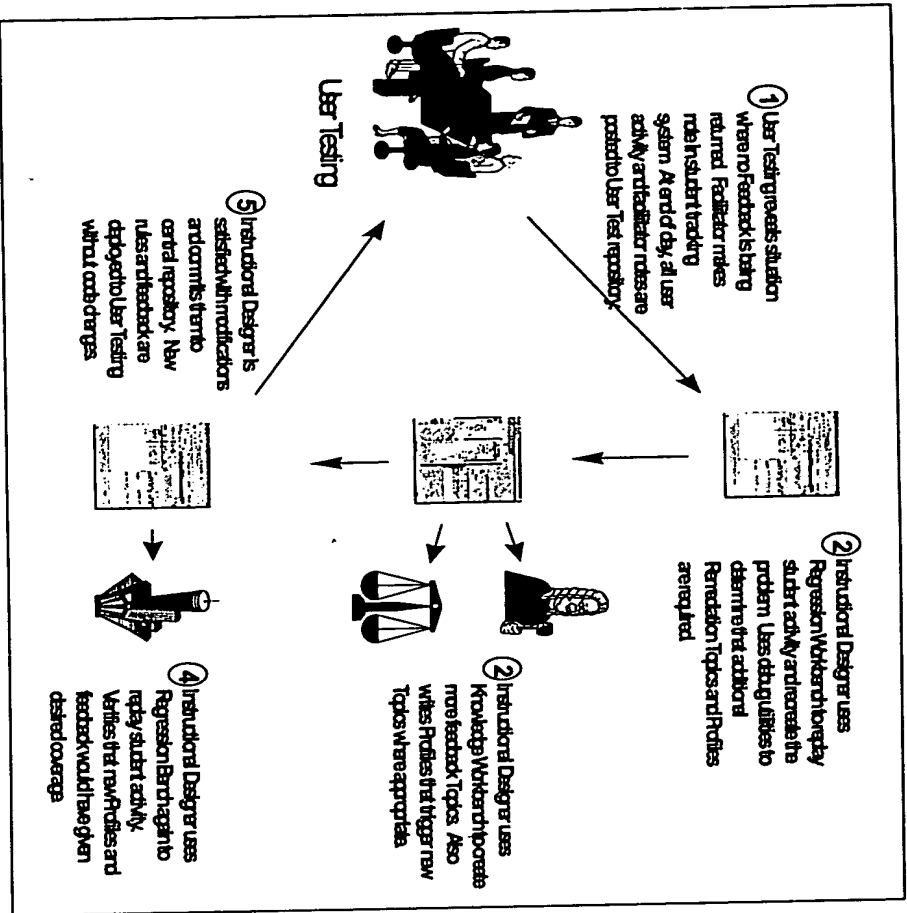 ① User Testing reveals situation
where no Feedback is being
returned. Facilitator makes
note in student tracking
system. At end of day, all user
activity and facilitator notes are
posted to User Test repository.
User Testing
② Instructional Designer uses
Regression Workbench to replay
student activity and recreate the
problem. Uses debug utilities to
determine that additional
Remediation Topics and Profiles
are required.
② Instructional Designer uses
Knowledge Workbench to create
more feedback Topics. Also
writes Profiles that trigger new
Topics where appropriate.
④ Instructional Designer uses
Regression Bench again to
replay student activity.
Verifies that new Profiles and
feedback would have given
desired coverage.
⑤ Instructional Designer is
satisfied with modifications
and commits them to
central repository. New
rules and feedback are
deployed to User Testing
without code changes.